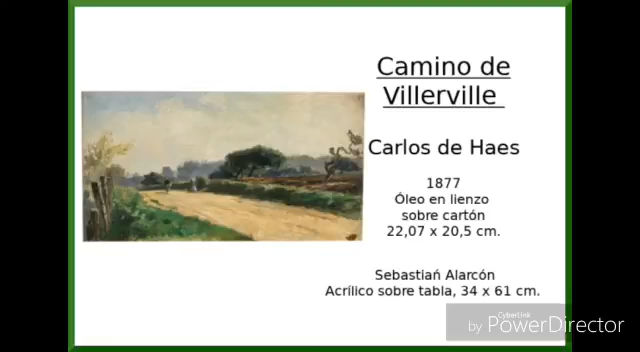 Camino de
Villerville
Carlos de Haes
1877
Óleo en lienzo
sobre cartón
22,07 x 20,5 cm.
Sebastiań Alarcón
Acrílico sobre tabla, 34 x 61 cm.
CyberLink
by PowerDirector